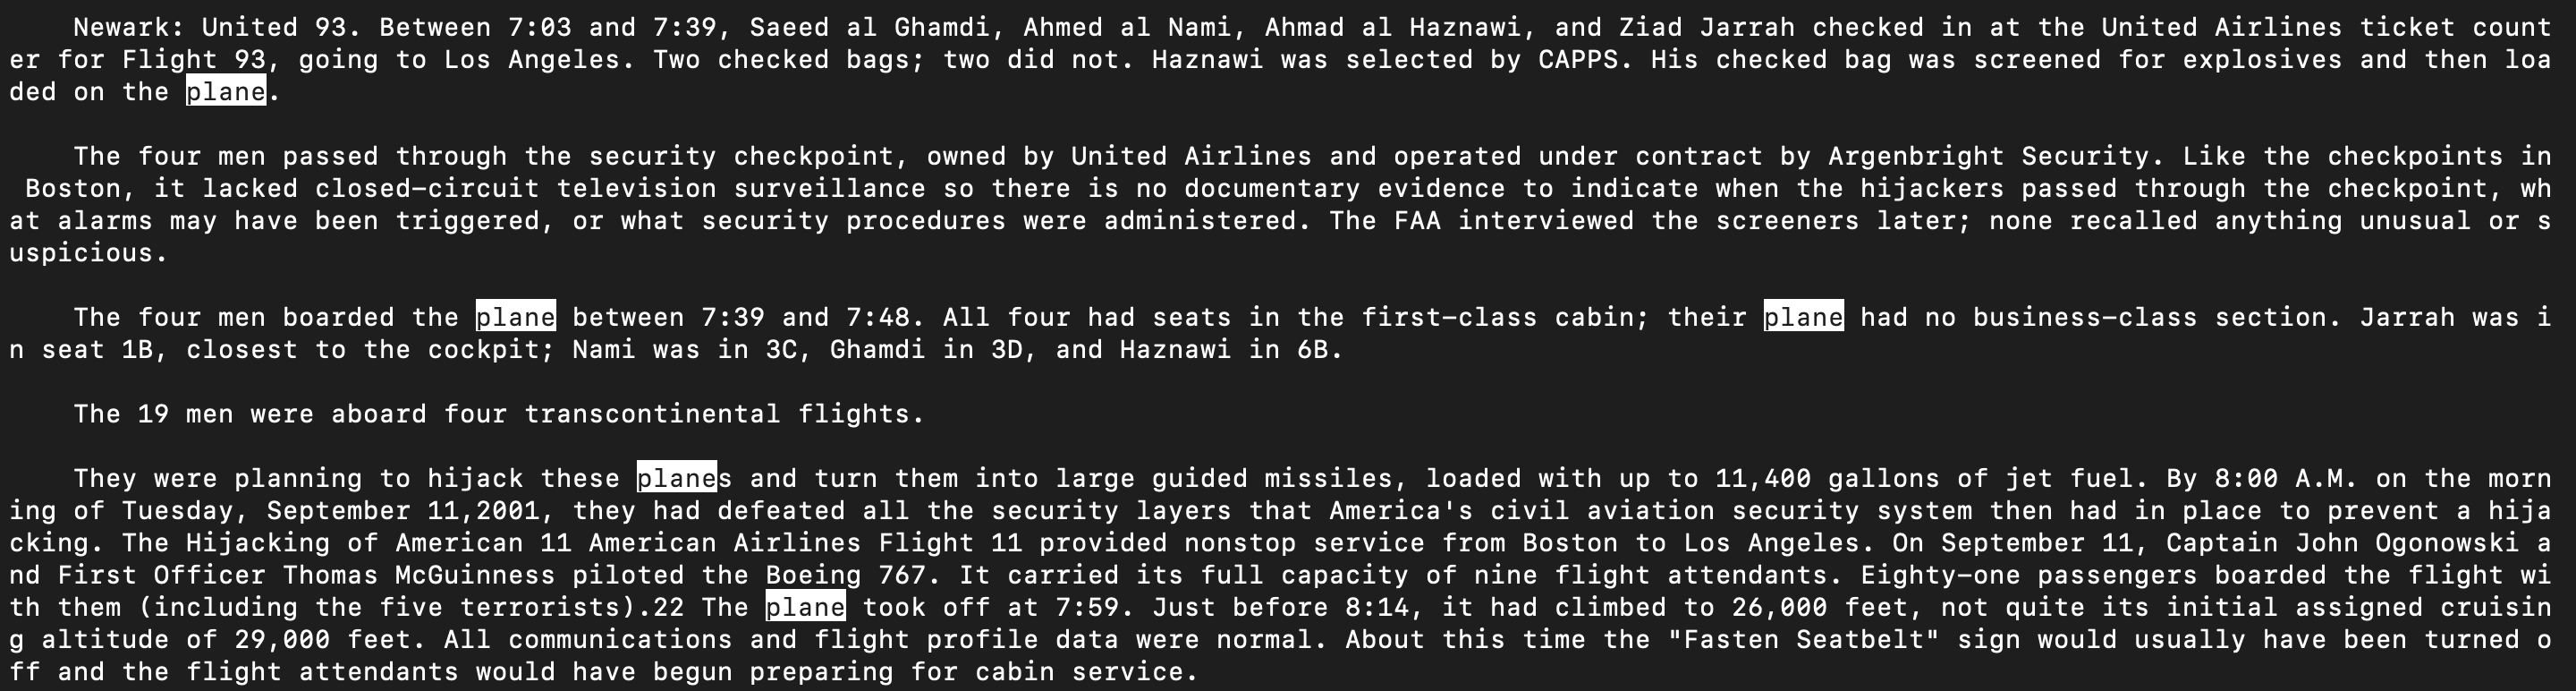 Newark: United 93. Between 7:03 and 7:39, Saeed al Ghamdi, Ahmed al Nami, Ahmad al Haznawi, and Ziad Jarrah checked in at the United Airlines ticket count
er for Flight 93, going to Los Angeles. Two checked bags; two did not. Haznawi was selected by CAPPS. His checked bag was screened for explosives and then loa
ded on the plane.
The four men passed through the security checkpoint, owned by United Airlines and operated under contract by Argenbright Security. Like the checkpoints in
Boston, it lacked closed-circuit television surveillance so there is no documentary evidence to indicate when the hijackers passed through the checkpoint, wh
at alarms may have been triggered, or what security procedures were administered. The FAA interviewed the screeners later; none recalled anything unusual or s
uspicious.
The four men boarded the plane between 7:39 and 7:48. All four had seats in the first-class cabin; their plane had no business-class section. Jarrah was i
n seat 1B, closest to the cockpit; Nami was in 3C, Ghamdi in 3D, and Haznawi in 6B.
The 19 men were aboard four transcontinental flights.
They were planning to hijack these planes and turn them into large guided missiles, loaded with up to 11,400 gallons of jet fuel. By 8:00 A.M. on the morn
ing of Tuesday, September 11,2001, they had defeated all the security layers that America's civil aviation security system then had in place to prevent a hija
cking. The Hijacking of American 11 American Airlines Flight 11 provided nonstop service from Boston to Los Angeles. On September 11, Captain John Ogonowski a
nd First Officer Thomas McGuinness piloted the Boeing 767. It carried its full capacity of nine flight attendants. Eighty-one passengers boarded the flight wi
th them (including the five terrorists).22 The plane took off at 7:59. Just before 8:14, it had climbed to 26,000 feet, not quite its initial assigned cruisin
g altitude of 29,000 feet. All communications and flight profile data were normal. About this time the "Fasten Seatbelt" sign would usually have been turned o
ff and the flight attendants would have begun preparing for cabin service.